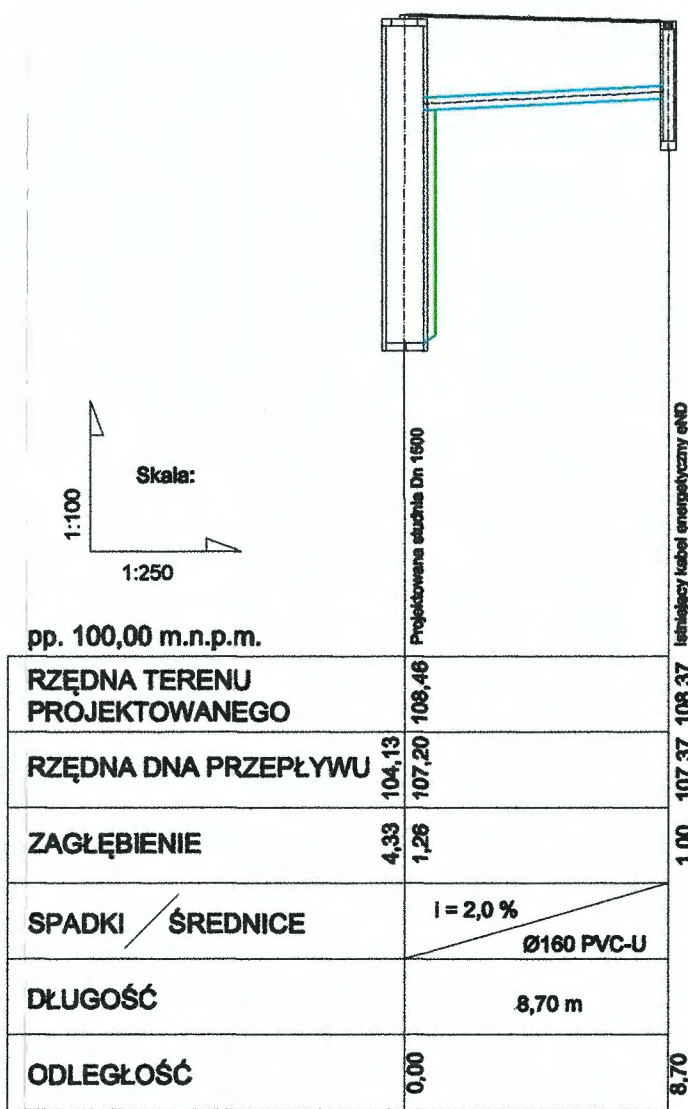 Skala:
1:100
1:250
Projektowana studnia Dn 1500
Istniejący kabel energetyczny eND
pp. 100,00 m.n.p.m.
RZĘDNA TERENU
PROJEKTOWANEGO
108,46
108,37
RZĘDNA DNA PRZEPŁYWU
104,13
107,20
107,37
ZAGŁĘBIENIE
4,33
1,26
1,00
SPADKI / ŚREDNICE
i = 2,0 %
Ø160 PVC-U
DŁUGOŚĆ
8,70 m
ODLEGŁOŚĆ
0,00
8,70